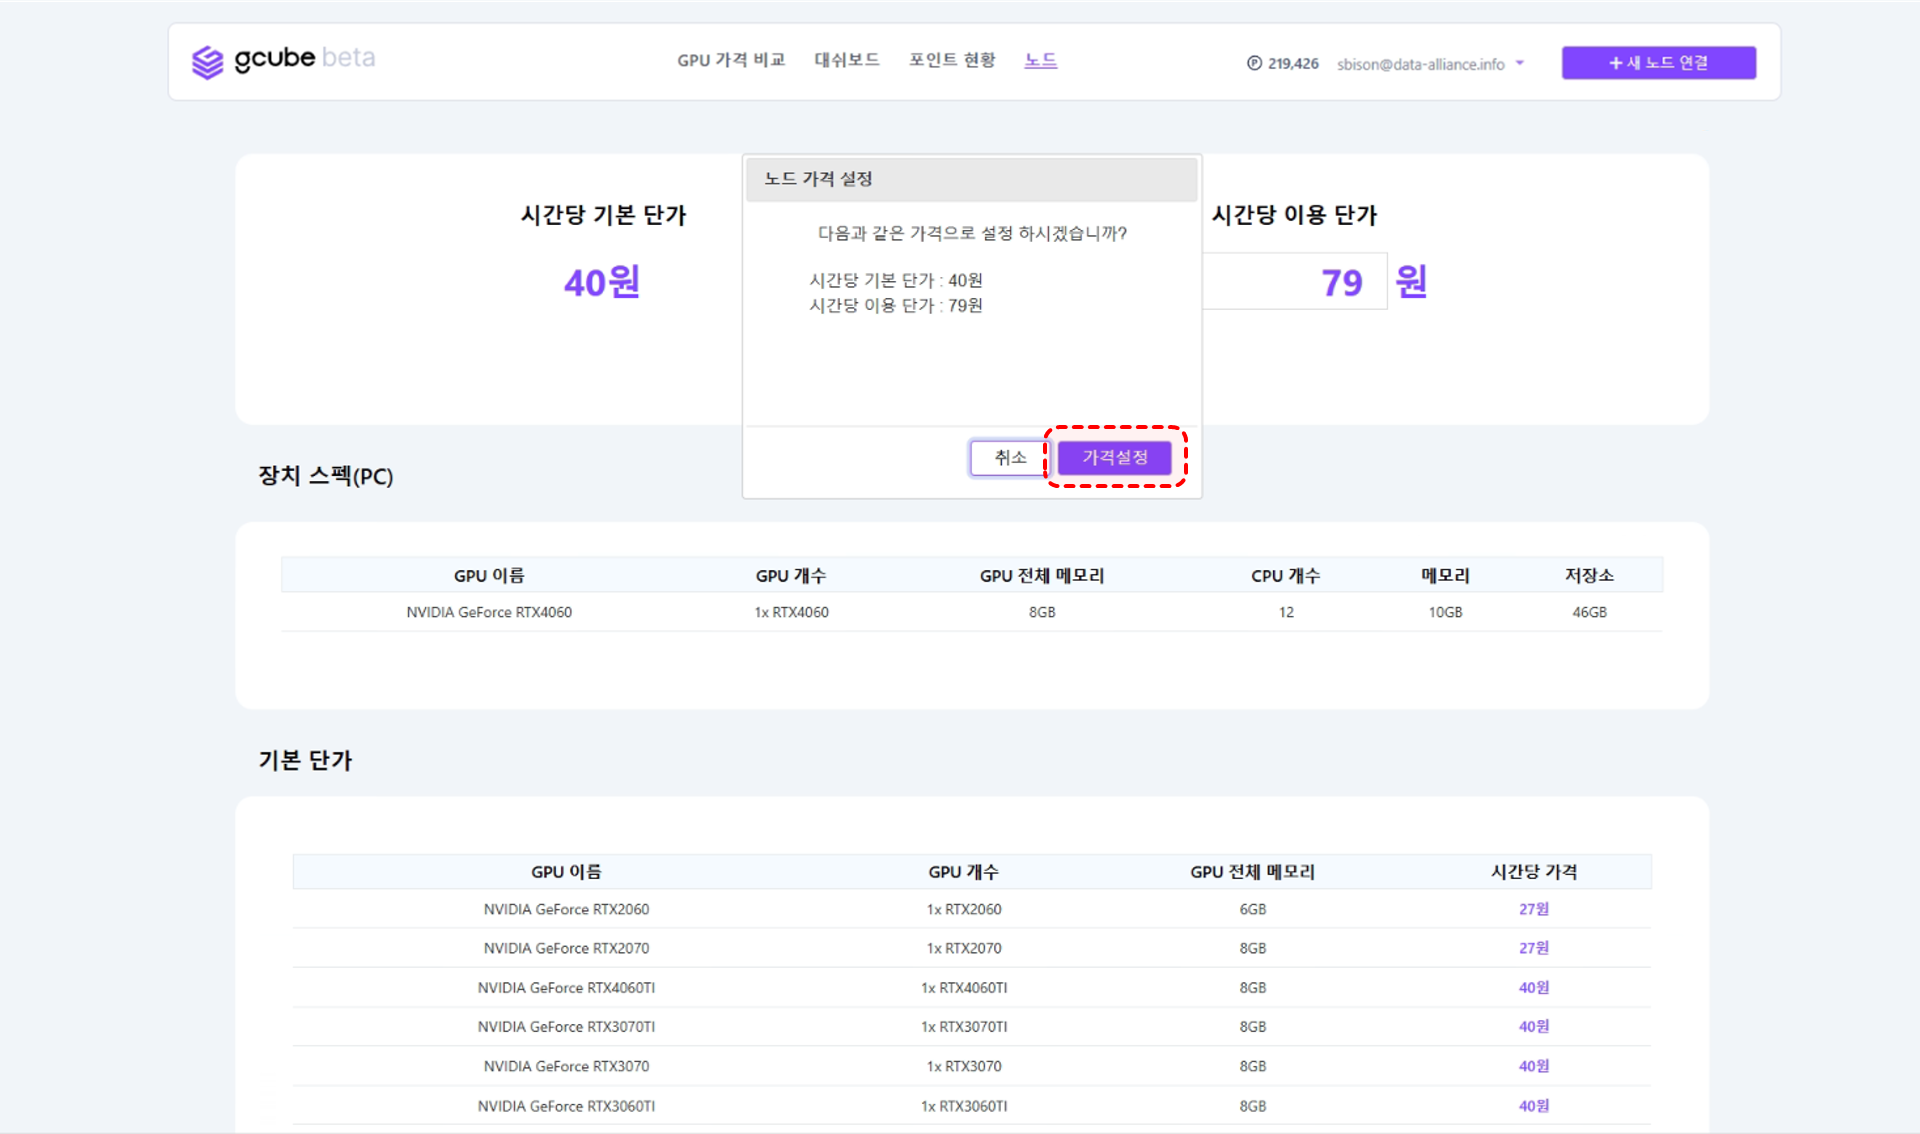 gcube beta
GPU 가격 비교 대쉬보드 포인트 현황 노드
Ⓟ 219,426 sbison@data-alliance.info
+ 새 노드 연결
시간당 기본 단가
40원
노드 가격 설정
다음과 같은 가격으로 설정 하시겠습니까?
시간당 기본 단가 : 40원
시간당 이용 단가 : 79원
취소 가격설정
시간당 이용 단가
79 원
장치 스펙(PC)
GPU 이름 GPU 개수 GPU 전체 메모리 CPU 개수 메모리 저장소
NVIDIA GeForce RTX4060 1x RTX4060 8GB 12 10GB 46GB
기본 단가
GPU 이름 GPU 개수 GPU 전체 메모리 시간당 가격
NVIDIA GeForce RTX2060 1x RTX2060 6GB 27원
NVIDIA GeForce RTX2070 1x RTX2070 8GB 27원
NVIDIA GeForce RTX4060TI 1x RTX4060TI 8GB 40원
NVIDIA GeForce RTX3070TI 1x RTX3070TI 8GB 40원
NVIDIA GeForce RTX3070 1x RTX3070 8GB 40원
NVIDIA GeForce RTX3060TI 1x RTX3060TI 8GB 40원